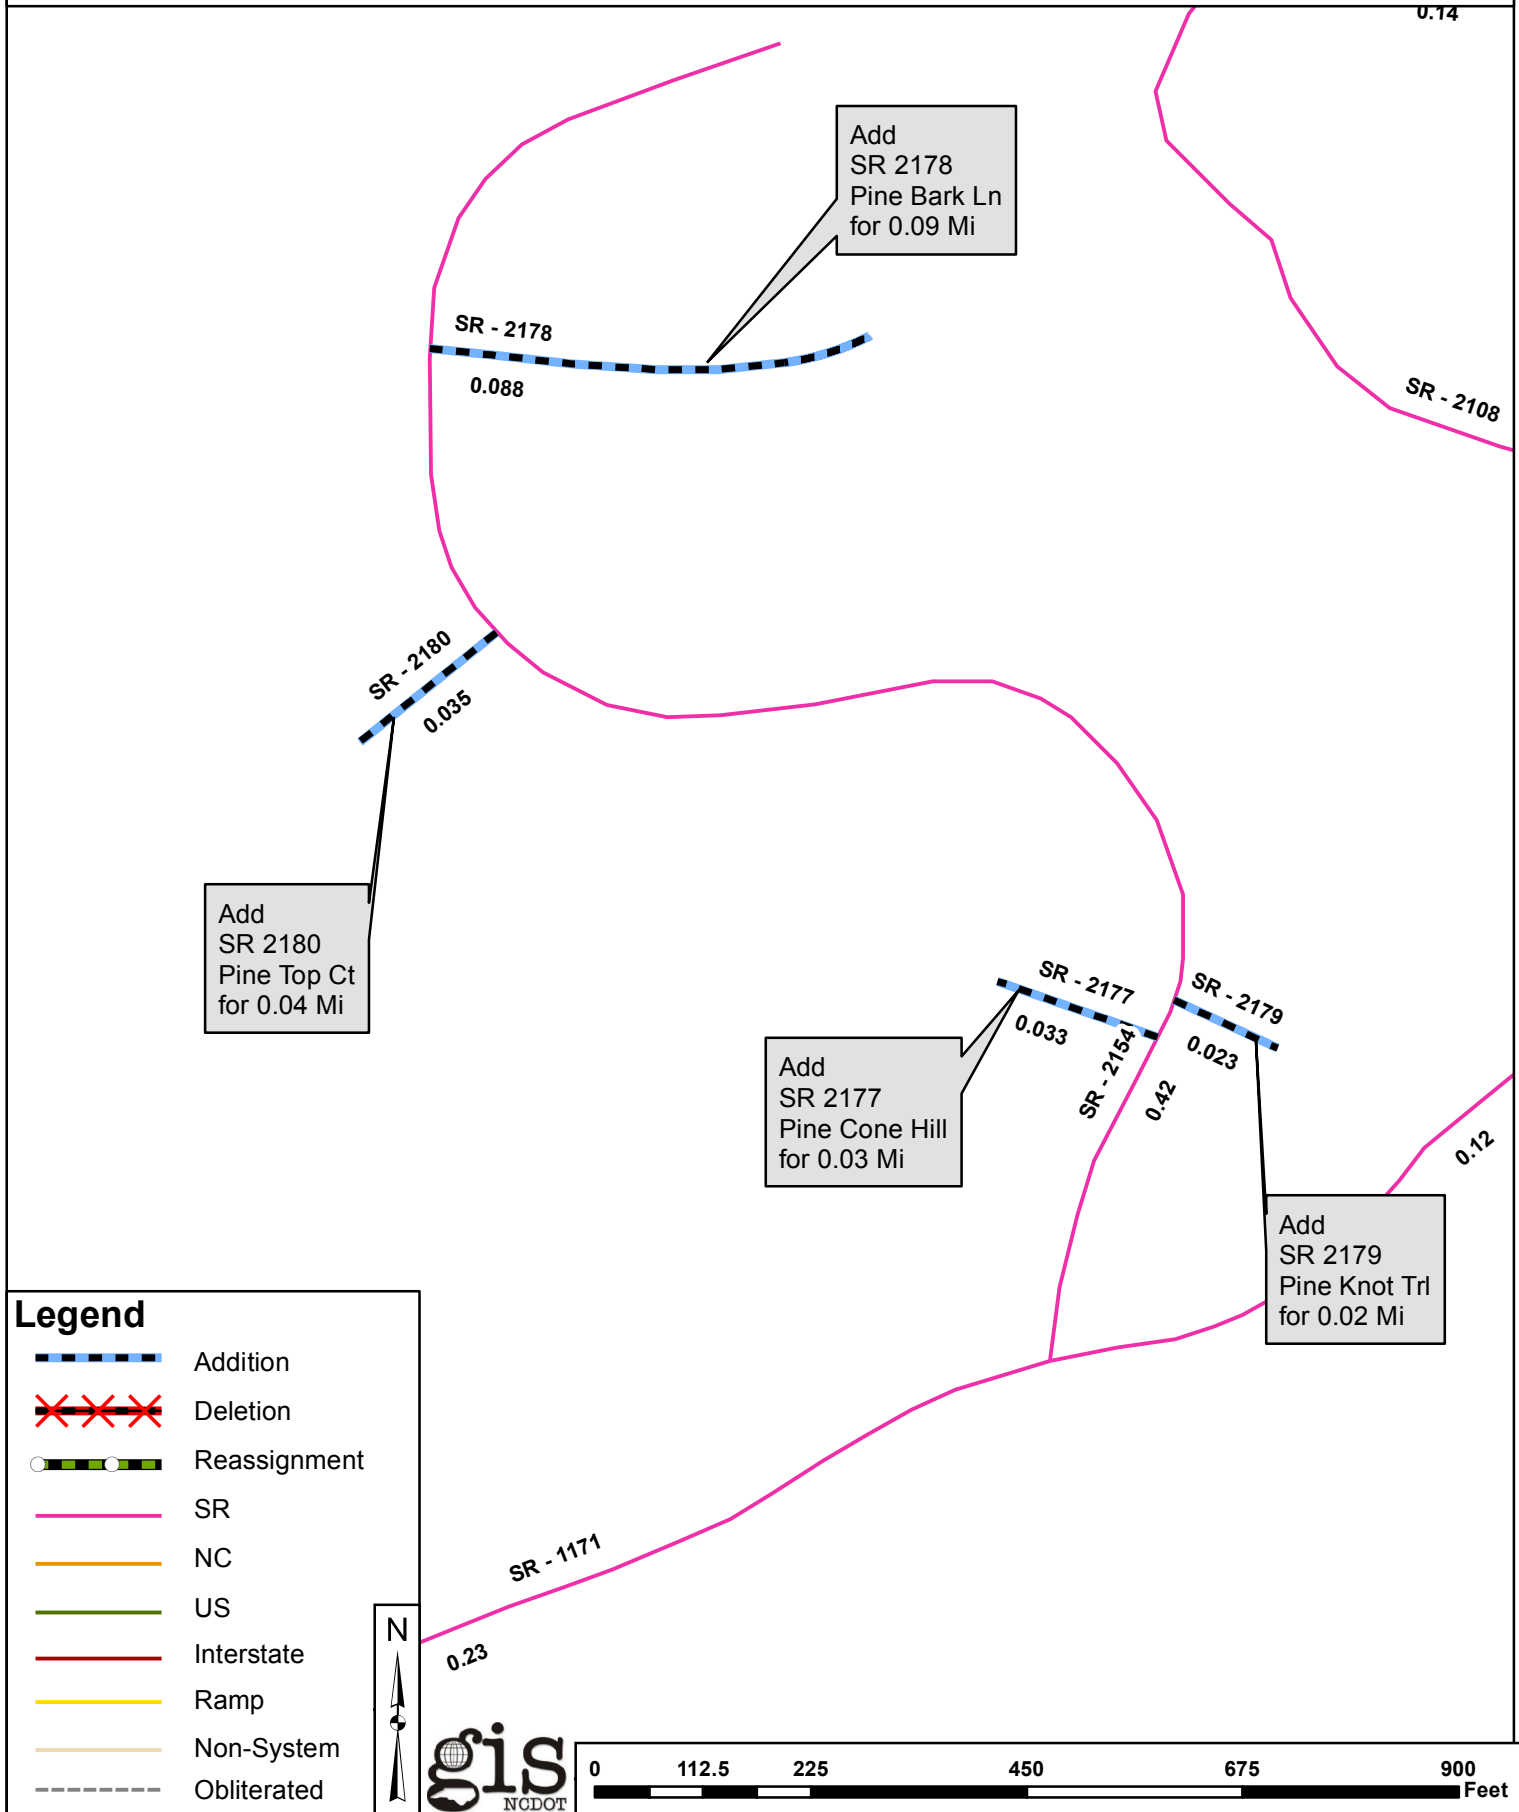 0.14
Add
SR 2178
Pine Bark Ln
for 0.09 Mi
SR - 2178
0.088
SR - 2108
SR - 2180
0.035
Add
SR 2180
Pine Top Ct
for 0.04 Mi
SR - 2177
0.033
SR - 2179
0.023
SR - 2154
0.42
Add
SR 2177
Pine Cone Hill
for 0.03 Mi
0.12
Add
SR 2179
Pine Knot Trl
for 0.02 Mi
Legend
Addition
Deletion
Reassignment
SR
NC
US
Interstate
Ramp
Non-System
Obliterated
SR - 1171
0.23
N
gis
NCDOT
0 112.5 225 450 675 900
Feet